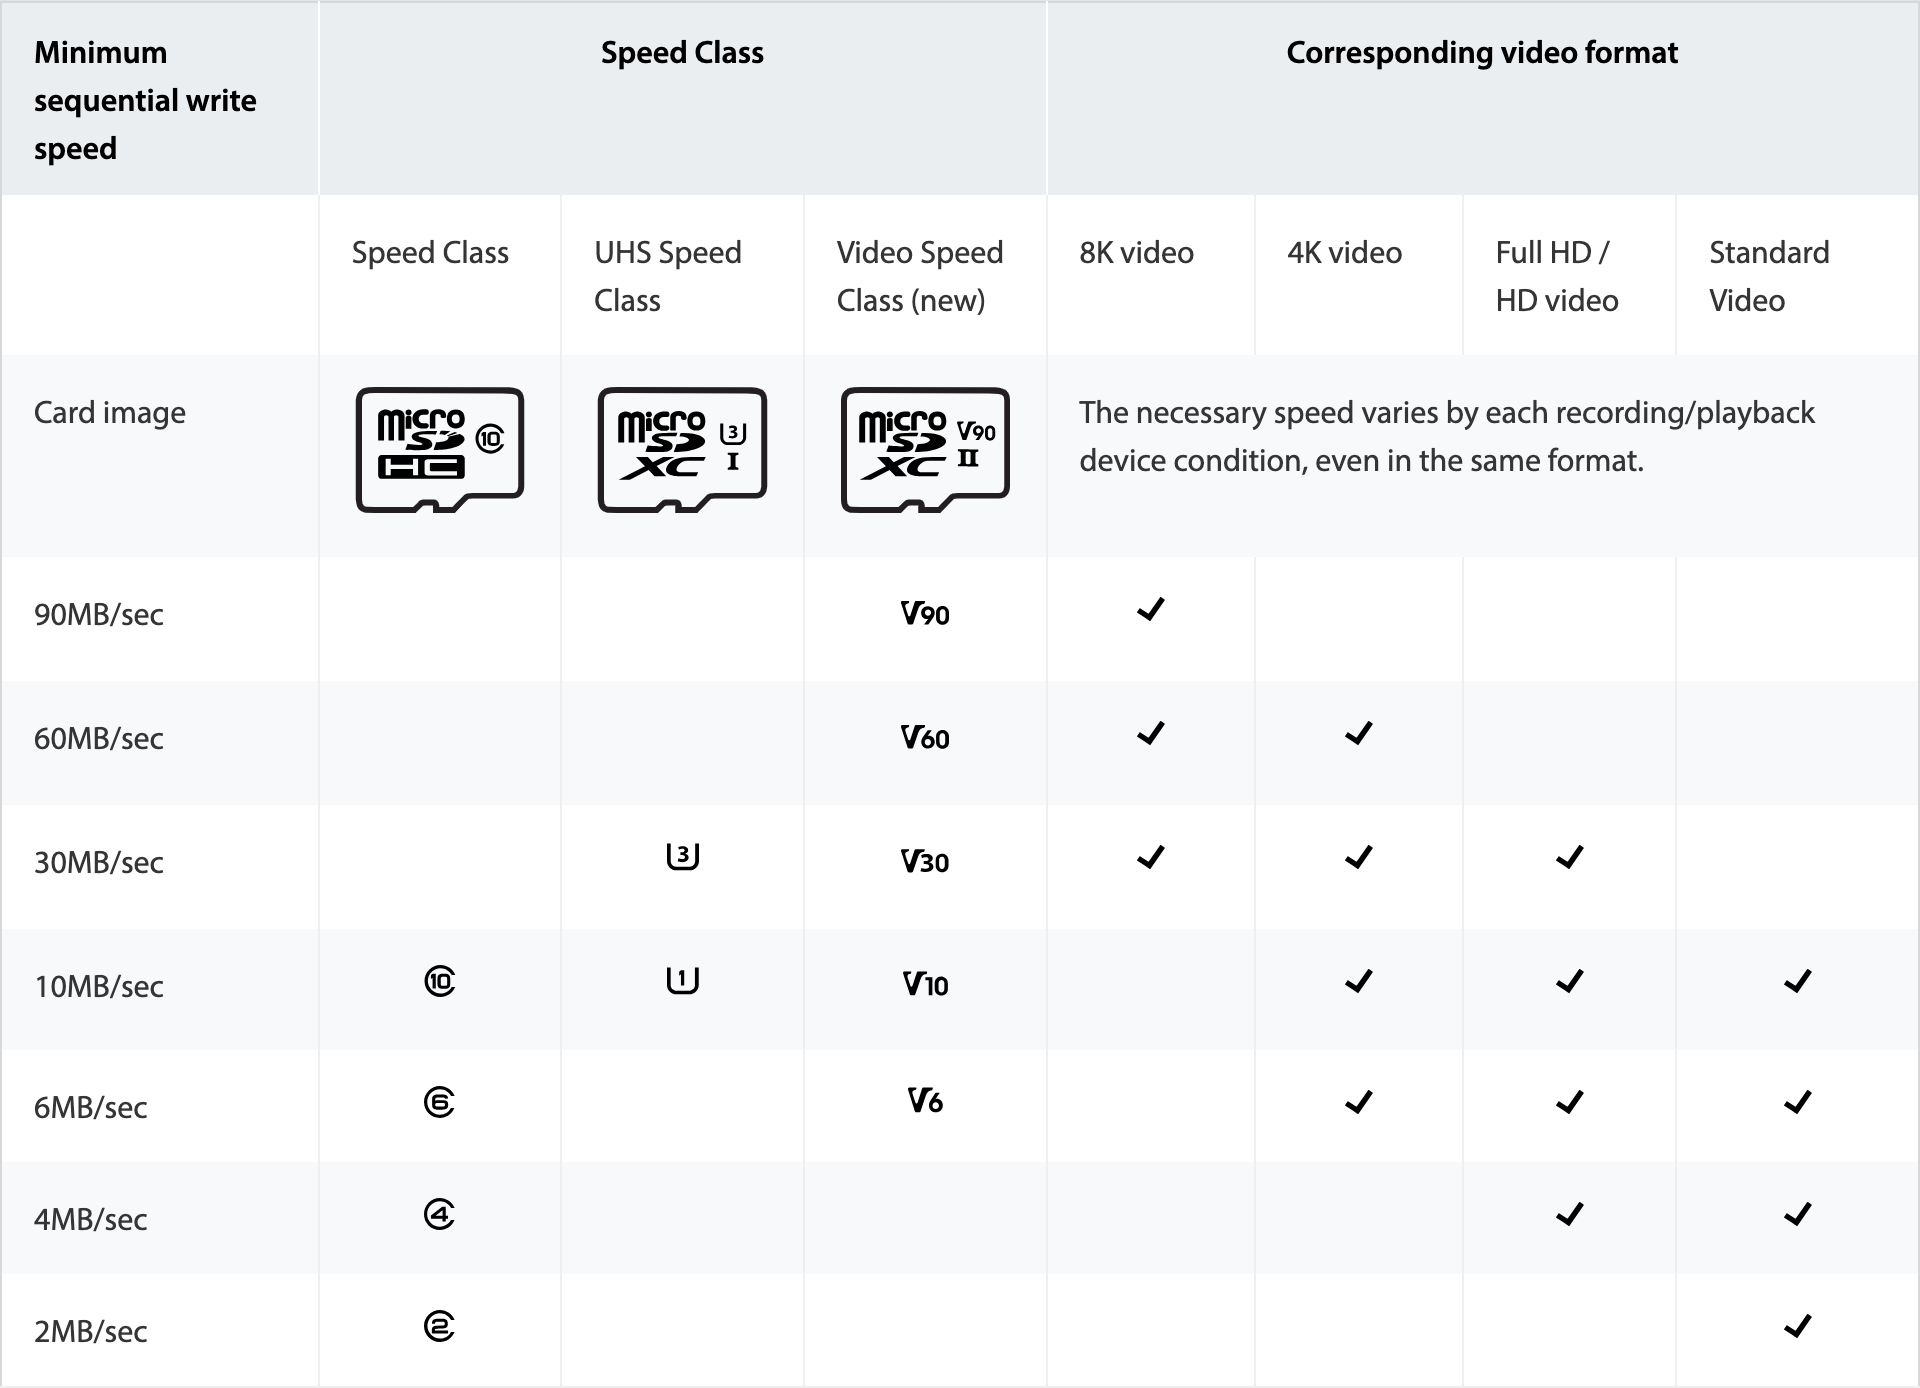 Minimum
sequential write
speed
Speed Class
Corresponding video format
Speed Class
UHS Speed
Class
Video Speed
Class (new)
8K video
4K video
Full HD /
HD video
Standard
Video
Card image
micro
SD
HC
10
micro
SD
XC
3
I
micro
SD
XC
V90
II
The necessary speed varies by each recording/playback
device condition, even in the same format.
90MB/sec
V90
60MB/sec
V60
30MB/sec
3
V30
10MB/sec
10
1
V10
6MB/sec
6
V6
4MB/sec
4
2MB/sec
2